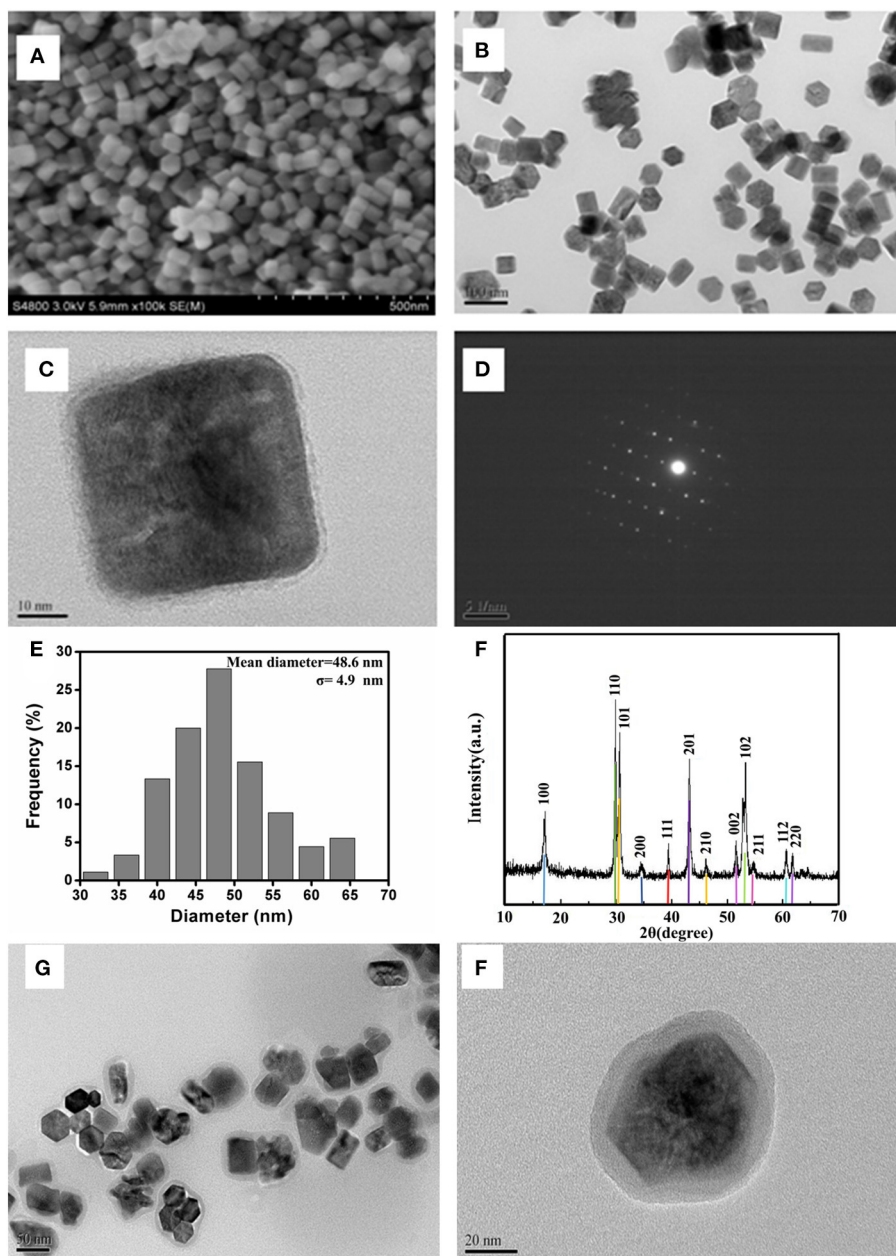 A
S4800 3.0kV 5.9mm x100k SE(M)
500nm
B
100 nm
C
10 nm
D
5 1/nm
E
Mean diameter=48.6 nm
σ= 4.9 nm
Frequency (%)
30
25
20
15
10
5
0
30 35 40 45 50 55 60 65 70
Diameter (nm)
F
Intensity(a.u.)
100
110
101
200
111
201
210
002
102
211
112
220
10 20 30 40 50 60 70
2θ(degree)
G
50 nm
F
20 nm